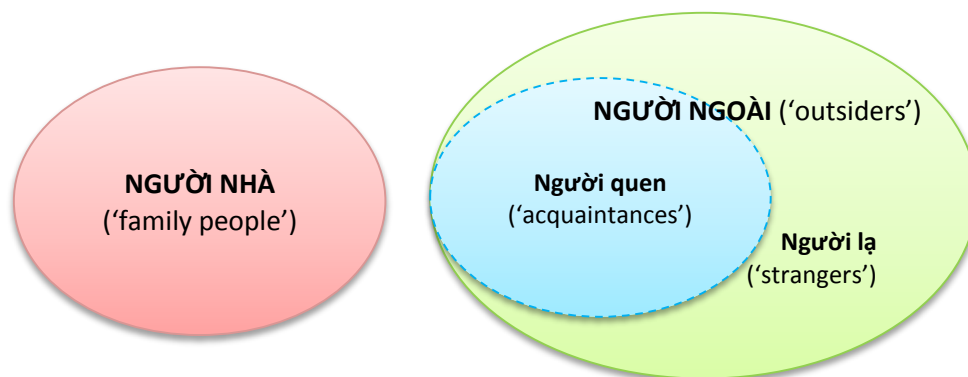 NGƯỜI NHÀ
(‘family people’)
NGƯỜI NGOÀI (‘outsiders’)
Người quen
(‘acquaintances’)
Người lạ
(‘strangers’)